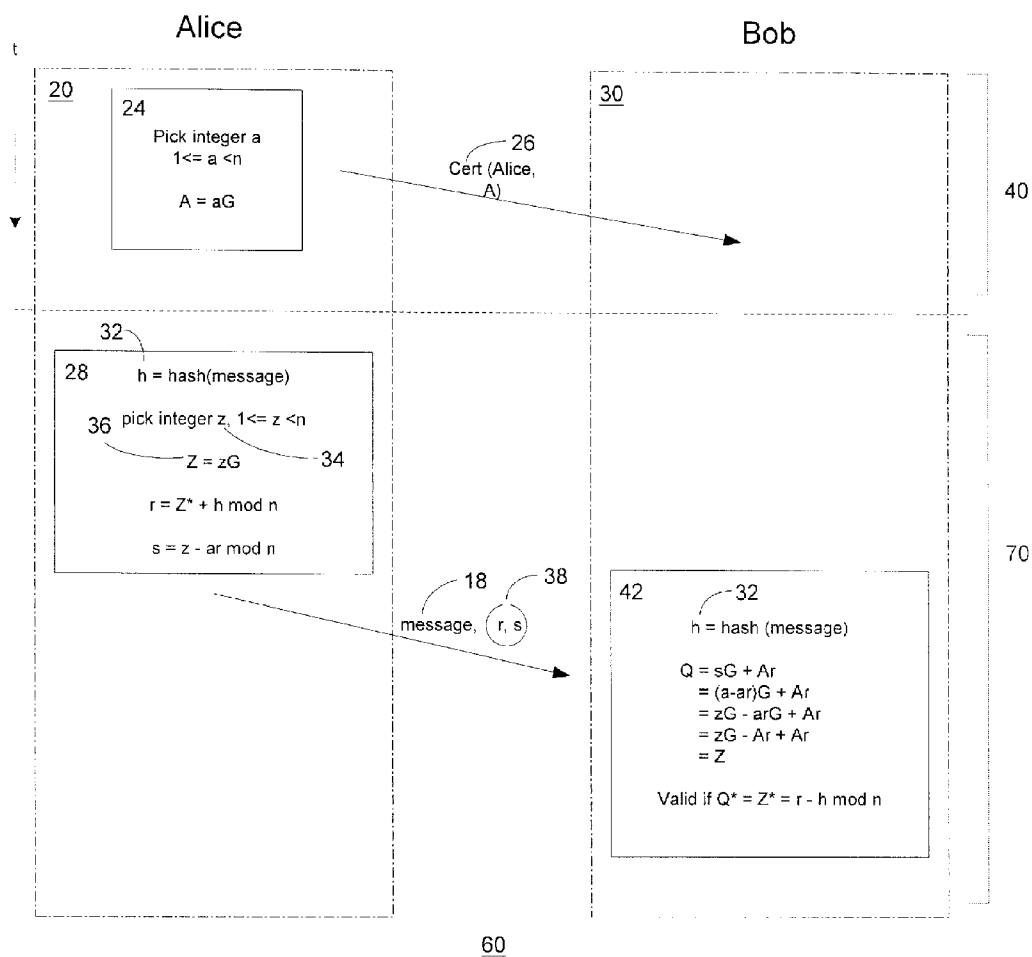 Alice
Bob
t
20
24
Pick integer a
1<= a <n
A = aG
26
Cert (Alice,
A)
30
40
32
28
h = hash(message)
pick integer z, 1<= z <n
36
34
Z = zG
r = Z* + h mod n
s = z - ar mod n
70
18
38
message, r, s
42
32
h = hash (message)
Q = sG + Ar
= (a-ar)G + Ar
= zG - arG + Ar
= zG - Ar + Ar
= Z
Valid if Q* = Z* = r - h mod n
60